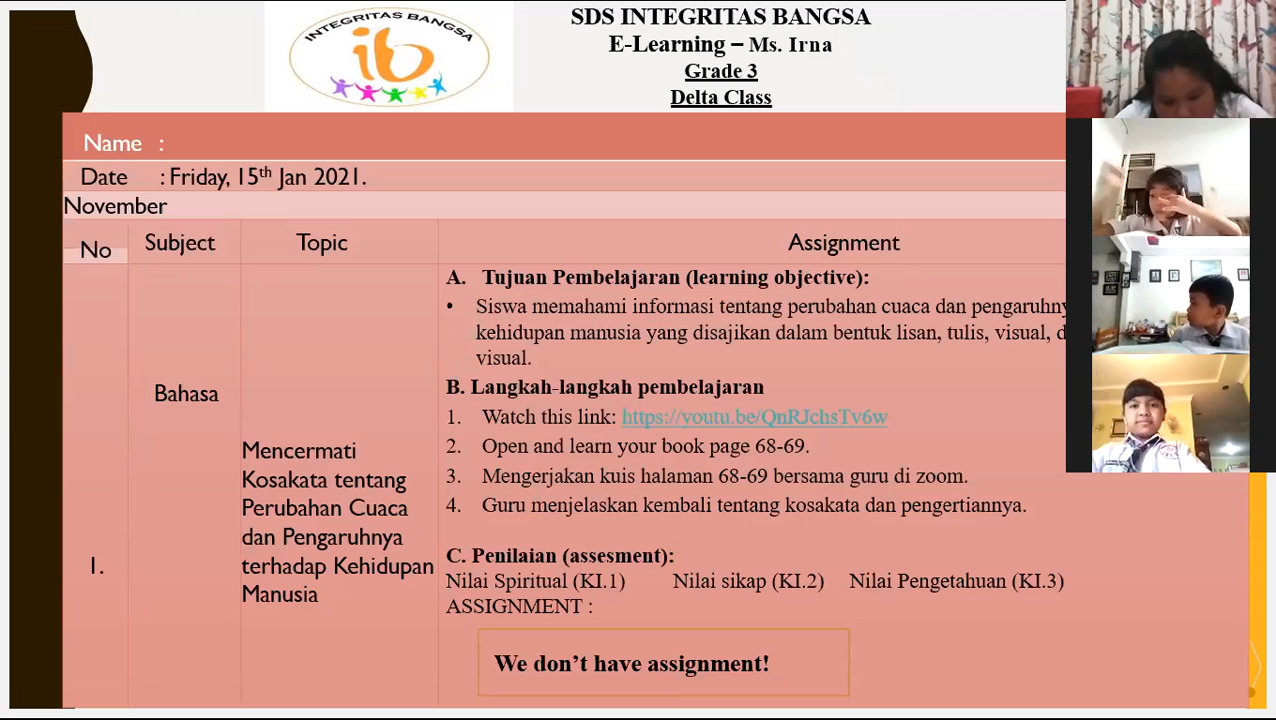 INTEGRITAS BANGSA
ib
SDS INTEGRITAS BANGSA
E-Learning – Ms. Irna
Grade 3
Delta Class
Name :
Date : Friday, 15th Jan 2021.
November
No Subject Topic Assignment
1.
Bahasa
Mencermati
Kosakata tentang
Perubahan Cuaca
dan Pengaruhnya
terhadap Kehidupan
Manusia
A. Tujuan Pembelajaran (learning objective):
• Siswa memahami informasi tentang perubahan cuaca dan
kehidupan manusia yang disajikan dalam bentuk lisan, tulis, visual,
visual.
B. Langkah-langkah pembelajaran
1. Watch this link: https://youtu.be/QnRJchsTv6w
2. Open and learn your book page 68-69.
3. Mengerjakan kuis halaman 68-69 bersama guru di zoom.
4. Guru menjelaskan kembali tentang kosakata dan pengertiannya.
C. Penilaian (assesment):
Nilai Spiritual (KI.1) Nilai sikap (KI.2) Nilai Pengetahuan (KI.3)
ASSIGNMENT :
We don't have assignment!